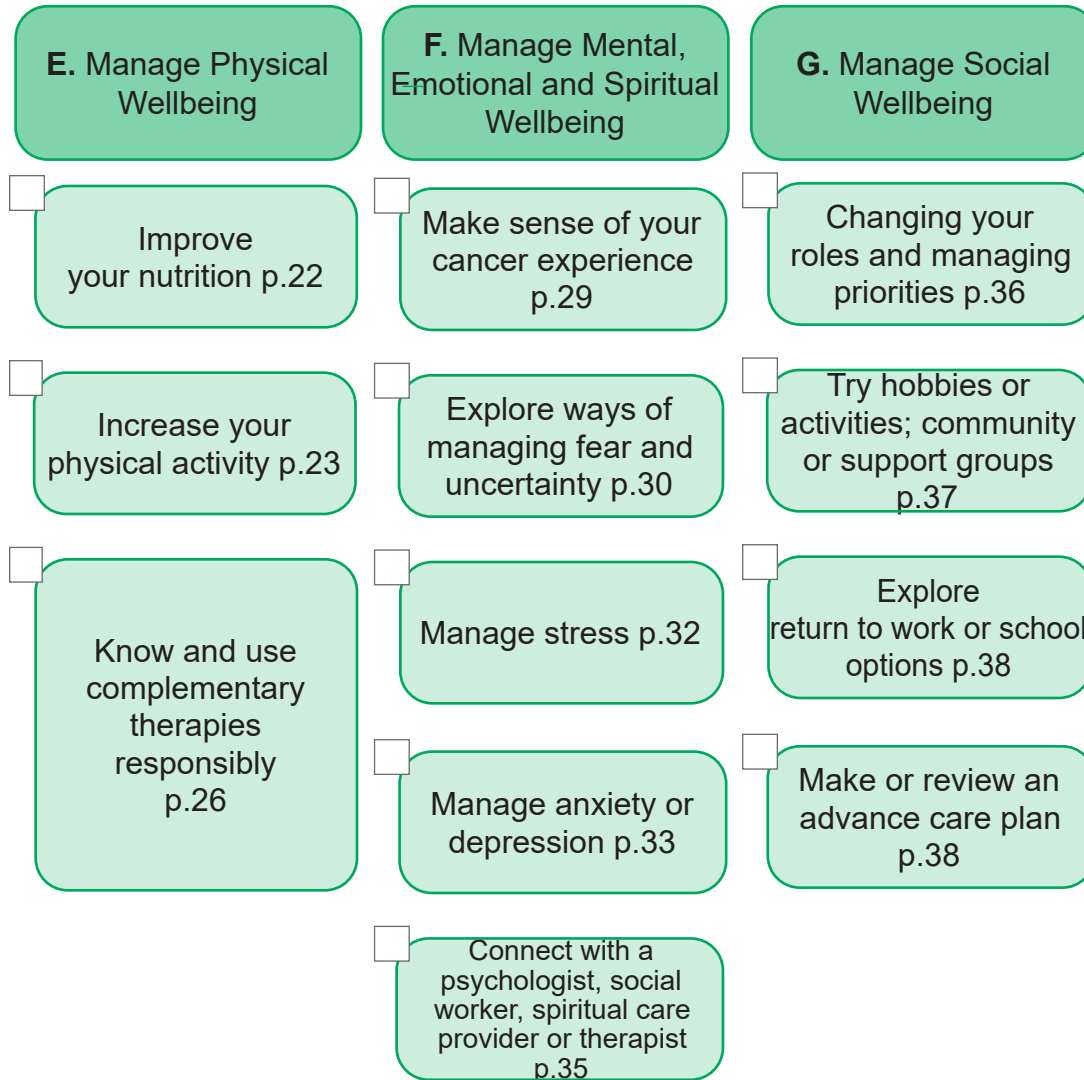 E. Manage Physical
Wellbeing
Improve
your nutrition p.22
Increase your
physical activity p.23
Know and use
complementary
therapies
responsibly
p.26
F. Manage Mental,
Emotional and Spiritual
Wellbeing
Make sense of your
cancer experience
p.29
Explore ways of
managing fear and
uncertainty p.30
Manage stress p.32
Manage anxiety or
depression p.33
Connect with a
psychologist, social
worker, spiritual care
provider or therapist
p.35
G. Manage Social
Wellbeing
Changing your
roles and managing
priorities p.36
Try hobbies or
activities; community
or support groups
p.37
Explore
return to work or school
options p.38
Make or review an
advance care plan
p.38